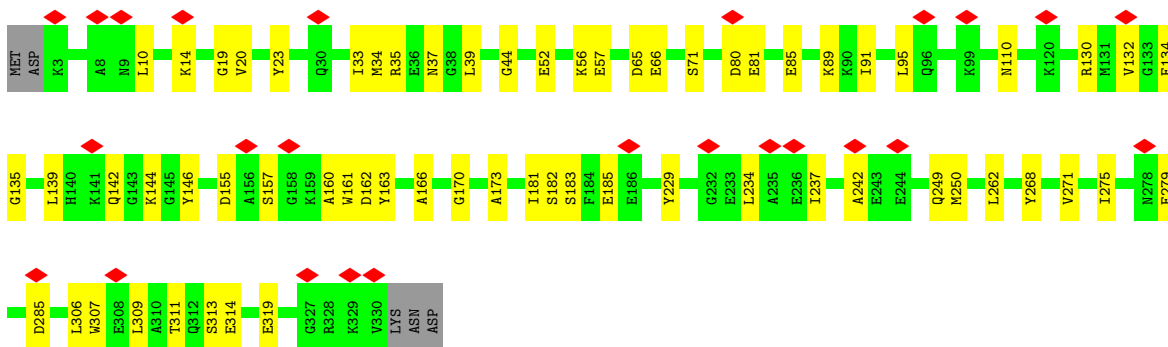 MET ASP K3 A8 N9 L10 K14 G19 V20 Y23 Q30 I33 M34 R35 E36 N37 G38 L39 G44 E52 K56 E57 D65 E66 S71 D80 E81 E85 K89 K90 I91 L95 Q96 K99 N110 K120 R130 M131 V132 G133 E134
G135 L139 H140 K141 Q142 G143 K144 G145 Y146 D155 A156 S157 G158 K159 A160 W161 D162 Y163 A166 G170 A173 I181 S182 S183 F184 E185 E186 Y229 G232 E233 L234 A235 E236 I237 A242 E243 E244 Q249 M250 L262 Y268 V271 I275 N278 E279
D285 L306 W307 E308 L309 A310 T311 Q312 S313 E314 E319 G327 R328 K329 V330 LYS ASN ASP